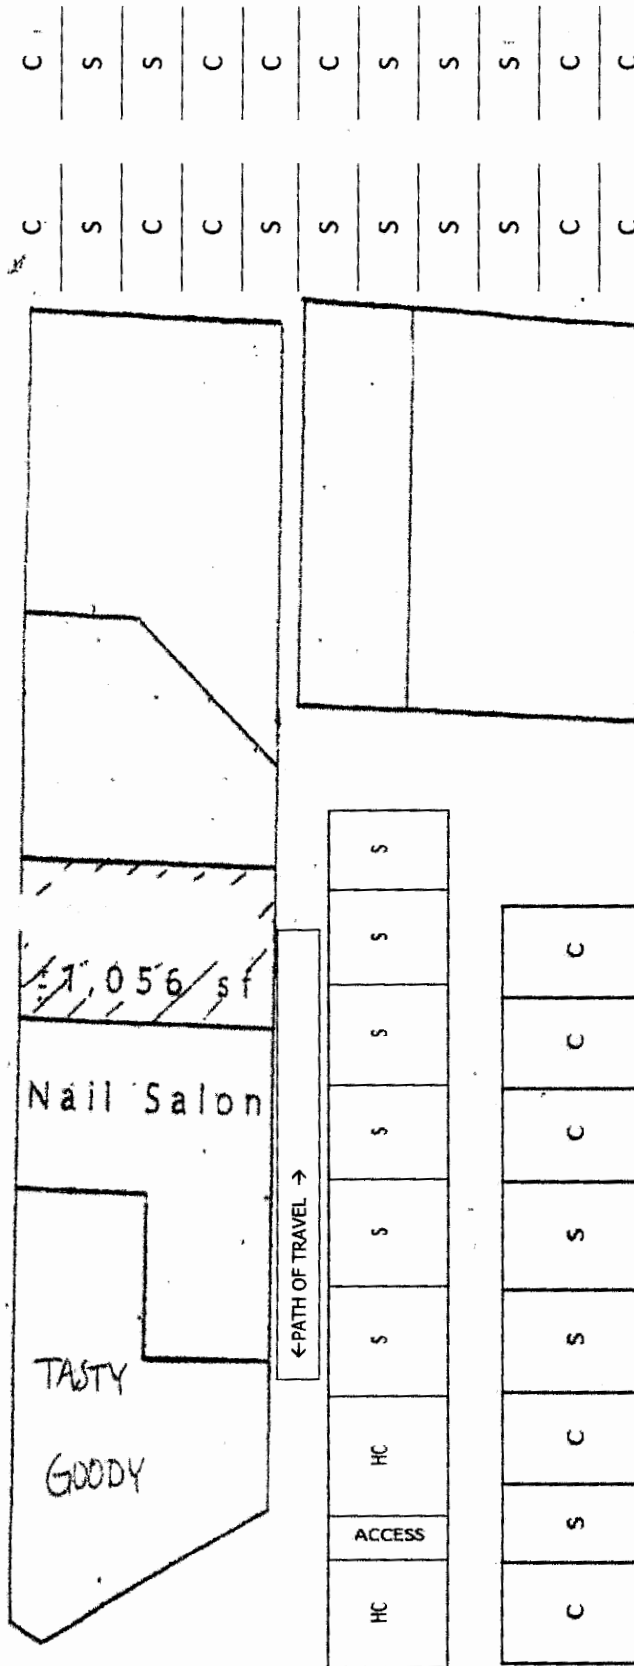 C S S C C C S S S C C
C S C C S S S S S C C
S
S
C
±1,056 sf
S
C
Nail Salon
S
C
←PATH OF TRAVEL →
S
S
S
S
TASTY
GOODY
HC
C
ACCESS
S
HC
C